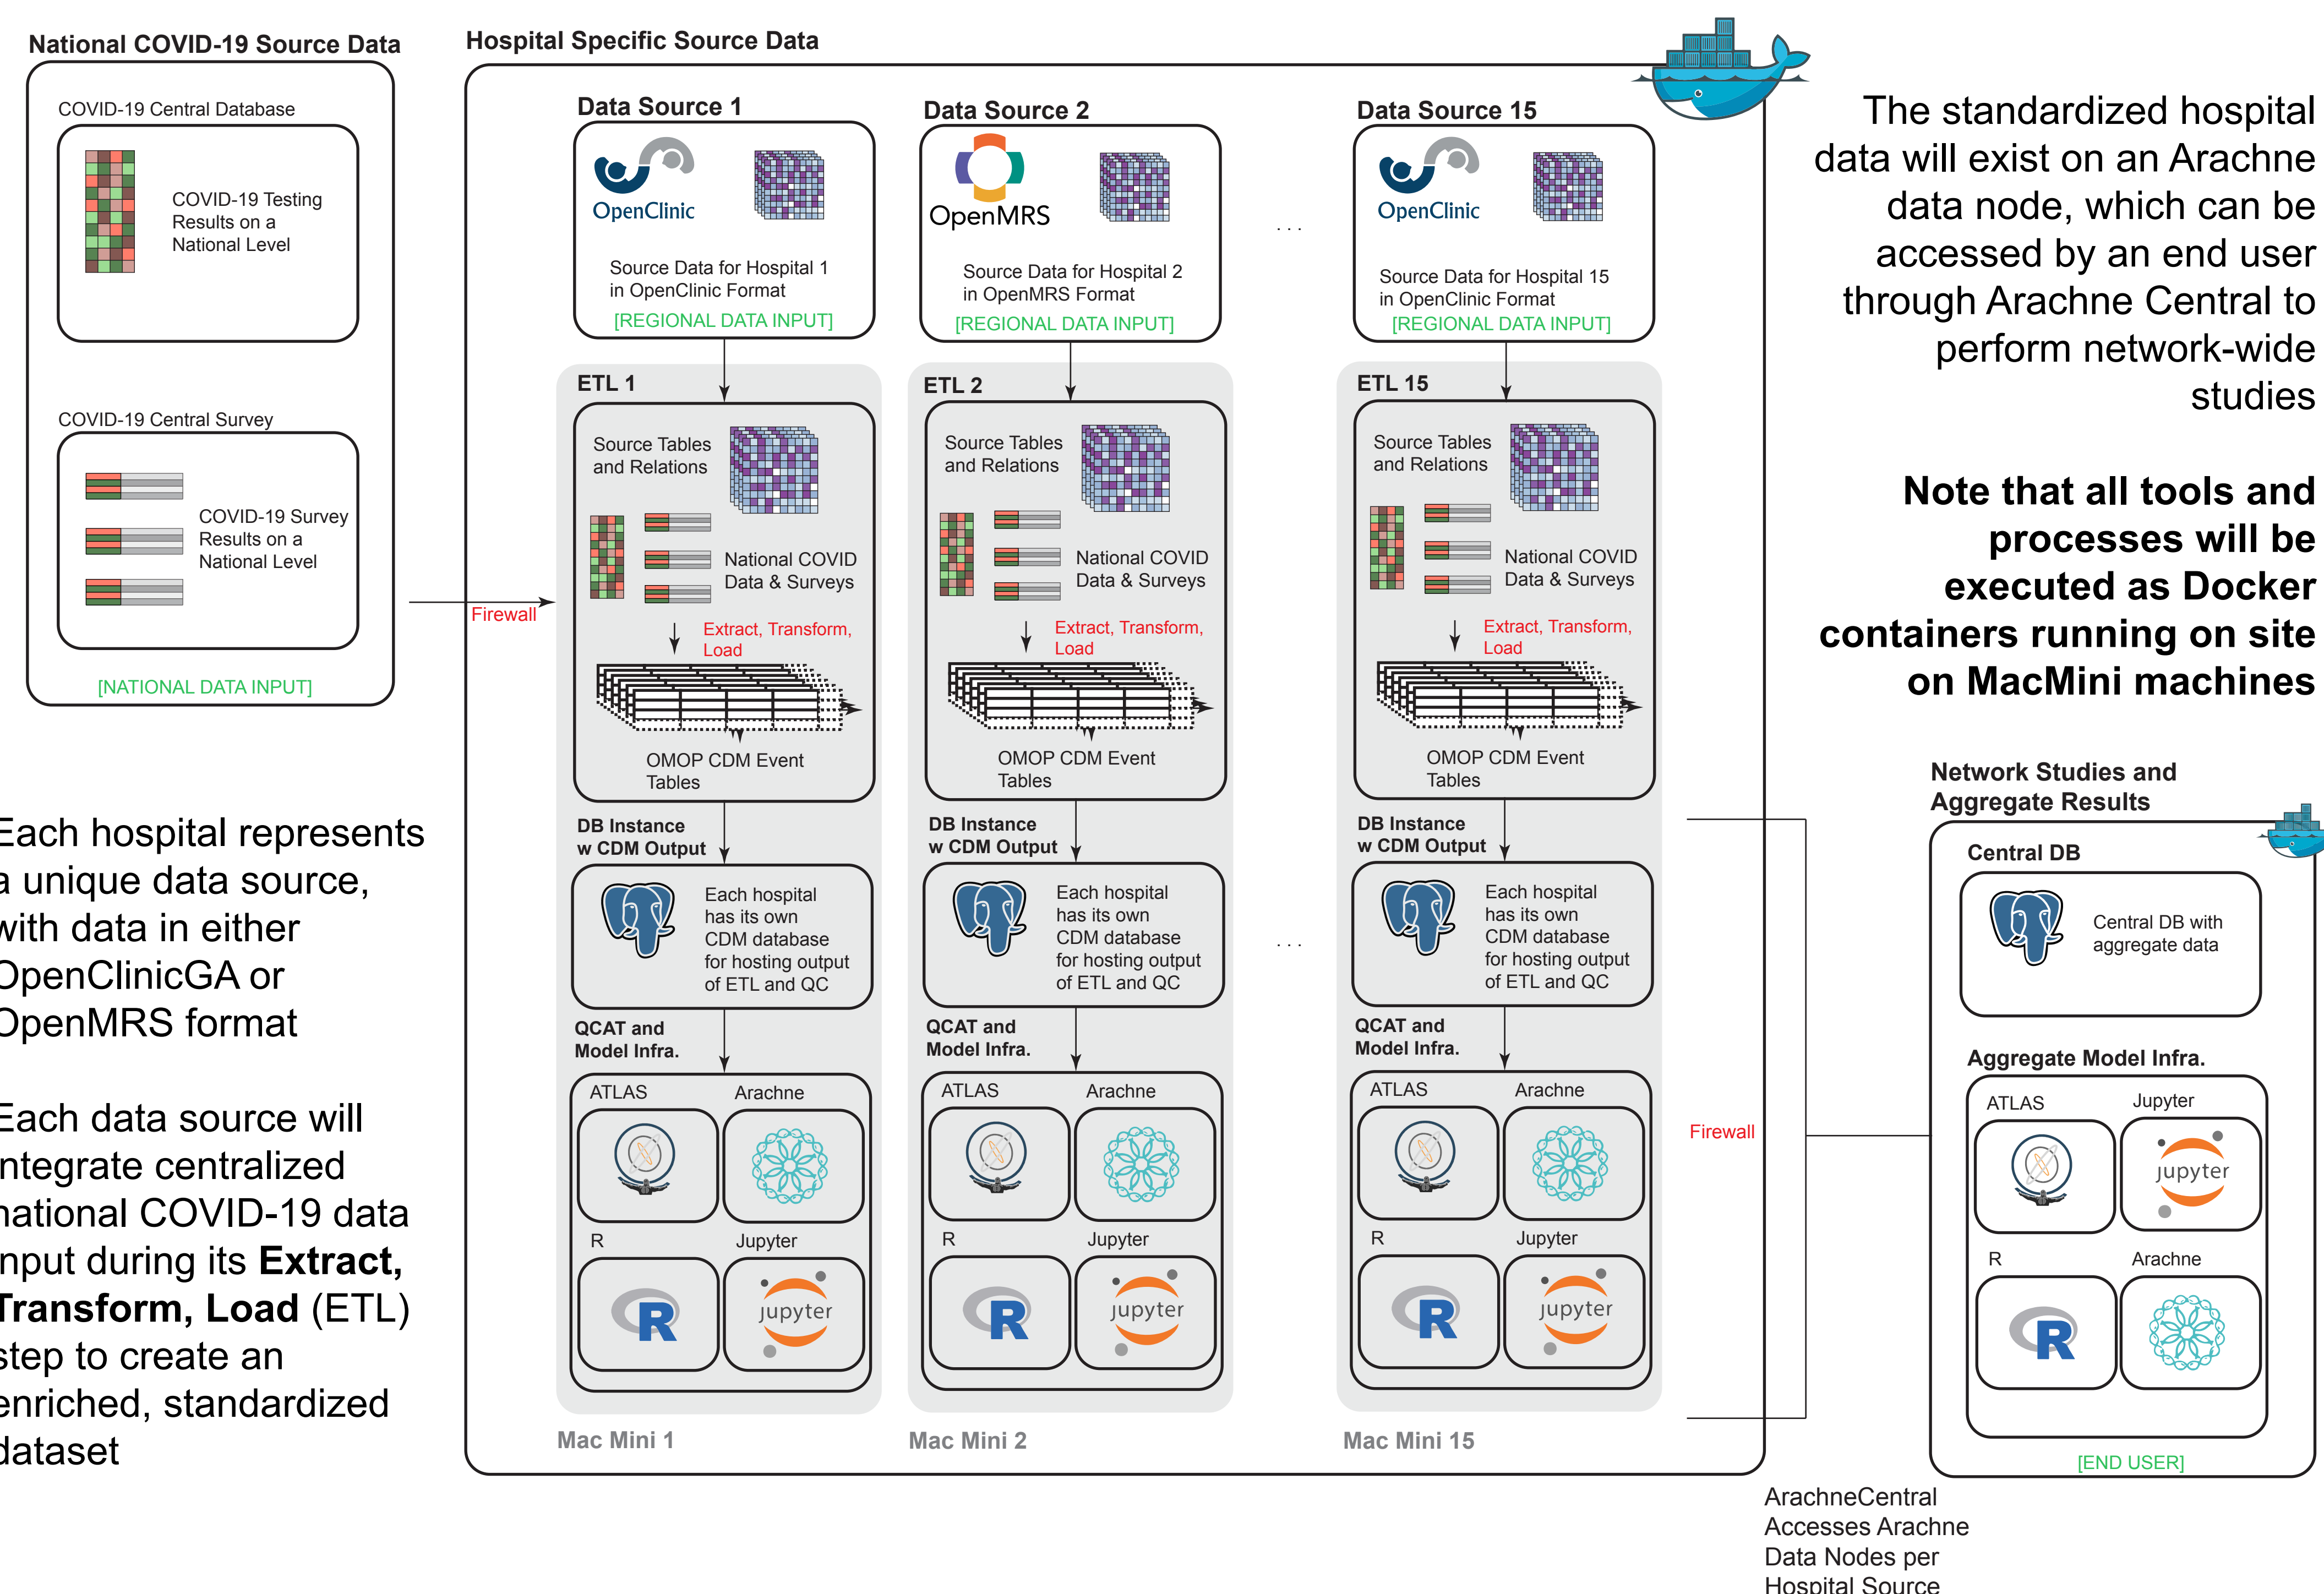 National COVID-19 Source Data
COVID-19 Central Database
COVID-19 Testing
Results on a
National Level
COVID-19 Central Survey
COVID-19 Survey
Results on a
National Level
[NATIONAL DATA INPUT]
Each hospital represents
a unique data source,
with data in either
OpenClinicGA or
OpenMRS format
Each data source will
integrate centralized
national COVID-19 data
input during its Extract,
Transform, Load (ETL)
step to create an
enriched, standardized
dataset
Hospital Specific Source Data
Firewall
Data Source 1
OpenClinic
Source Data for Hospital 1
in OpenClinic Format
[REGIONAL DATA INPUT]
ETL 1
Source Tables
and Relations
National COVID
Data & Surveys
Extract, Transform,
Load
OMOP CDM Event
Tables
DB Instance
w CDM Output
Each hospital
has its own
CDM database
for hosting output
of ETL and QC
QCAT and
Model Infra.
ATLAS
Arachne
R
Jupyter
R
jupyter
Mac Mini 1
Data Source 2
OpenMRS
Source Data for Hospital 2
in OpenMRS Format
[REGIONAL DATA INPUT]
ETL 2
Source Tables
and Relations
National COVID
Data & Surveys
Extract, Transform,
Load
OMOP CDM Event
Tables
DB Instance
w CDM Output
Each hospital
has its own
CDM database
for hosting output
of ETL and QC
QCAT and
Model Infra.
ATLAS
Arachne
R
Jupyter
R
jupyter
Mac Mini 2
. . .
. . .
Data Source 15
OpenClinic
Source Data for Hospital 15
in OpenClinic Format
[REGIONAL DATA INPUT]
ETL 15
Source Tables
and Relations
National COVID
Data & Surveys
Extract, Transform,
Load
OMOP CDM Event
Tables
DB Instance
w CDM Output
Each hospital
has its own
CDM database
for hosting output
of ETL and QC
QCAT and
Model Infra.
ATLAS
Arachne
R
Jupyter
R
jupyter
Mac Mini 15
Firewall
The standardized hospital
data will exist on an Arachne
data node, which can be
accessed by an end user
through Arachne Central to
perform network-wide
studies
Note that all tools and
processes will be
executed as Docker
containers running on site
on MacMini machines
Network Studies and
Aggregate Results
Central DB
Central DB with
aggregate data
Aggregate Model Infra.
ATLAS
Jupyter
jupyter
R
Arachne
R
[END USER]
ArachneCentral
Accesses Arachne
Data Nodes per
Hospital Source